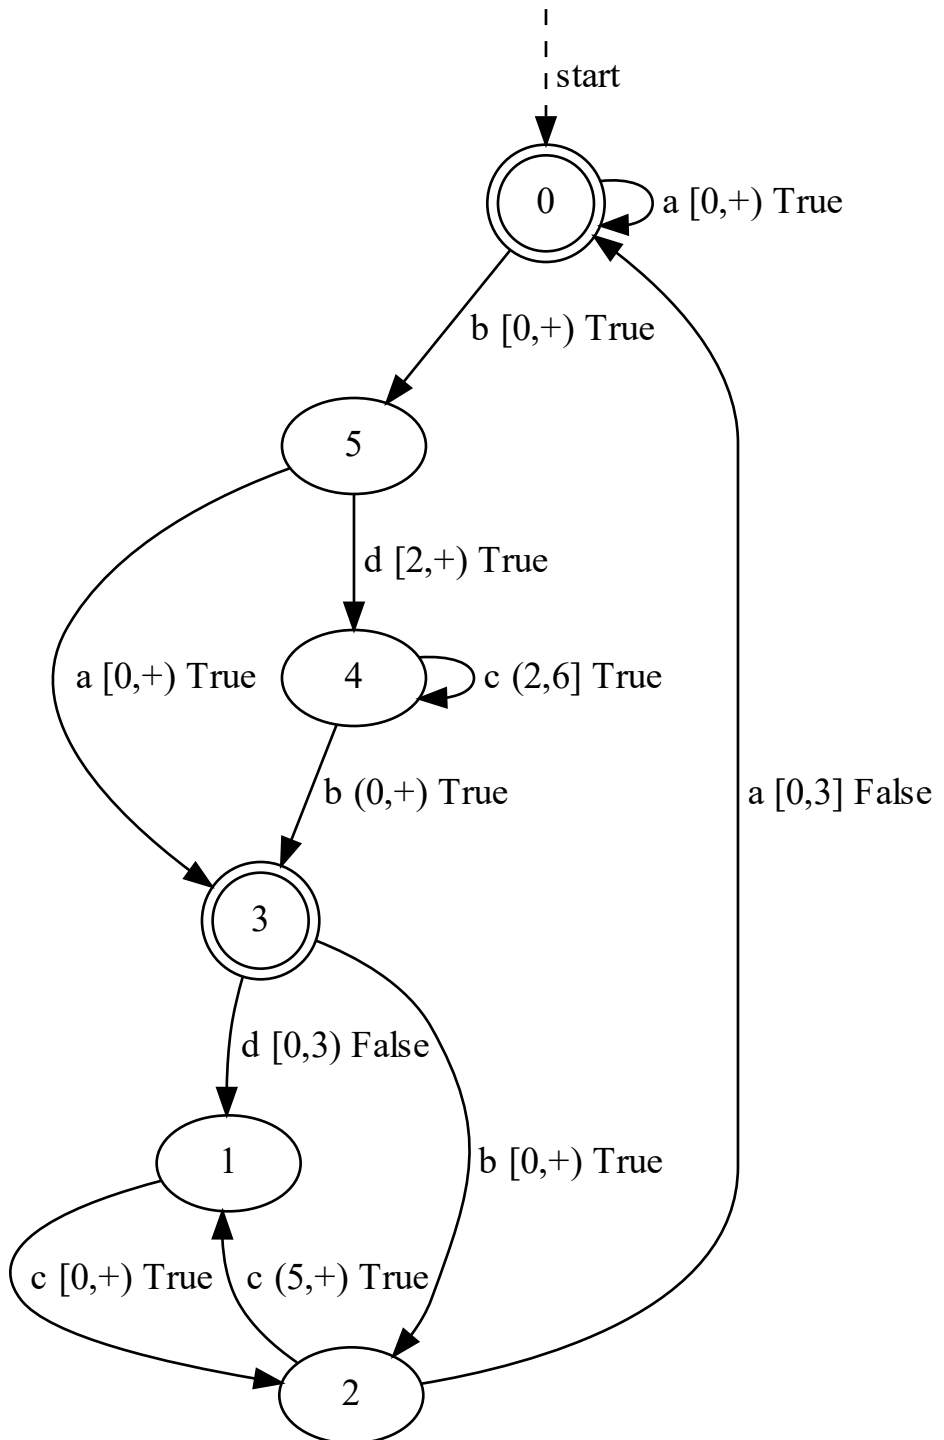 start
0
a [0,+) True
b [0,+) True
5
d [2,+) True
a [0,+) True
4
c (2,6] True
b (0,+) True
a [0,3] False
3
d [0,3) False
1
b [0,+) True
c [0,+) True
c (5,+) True
2